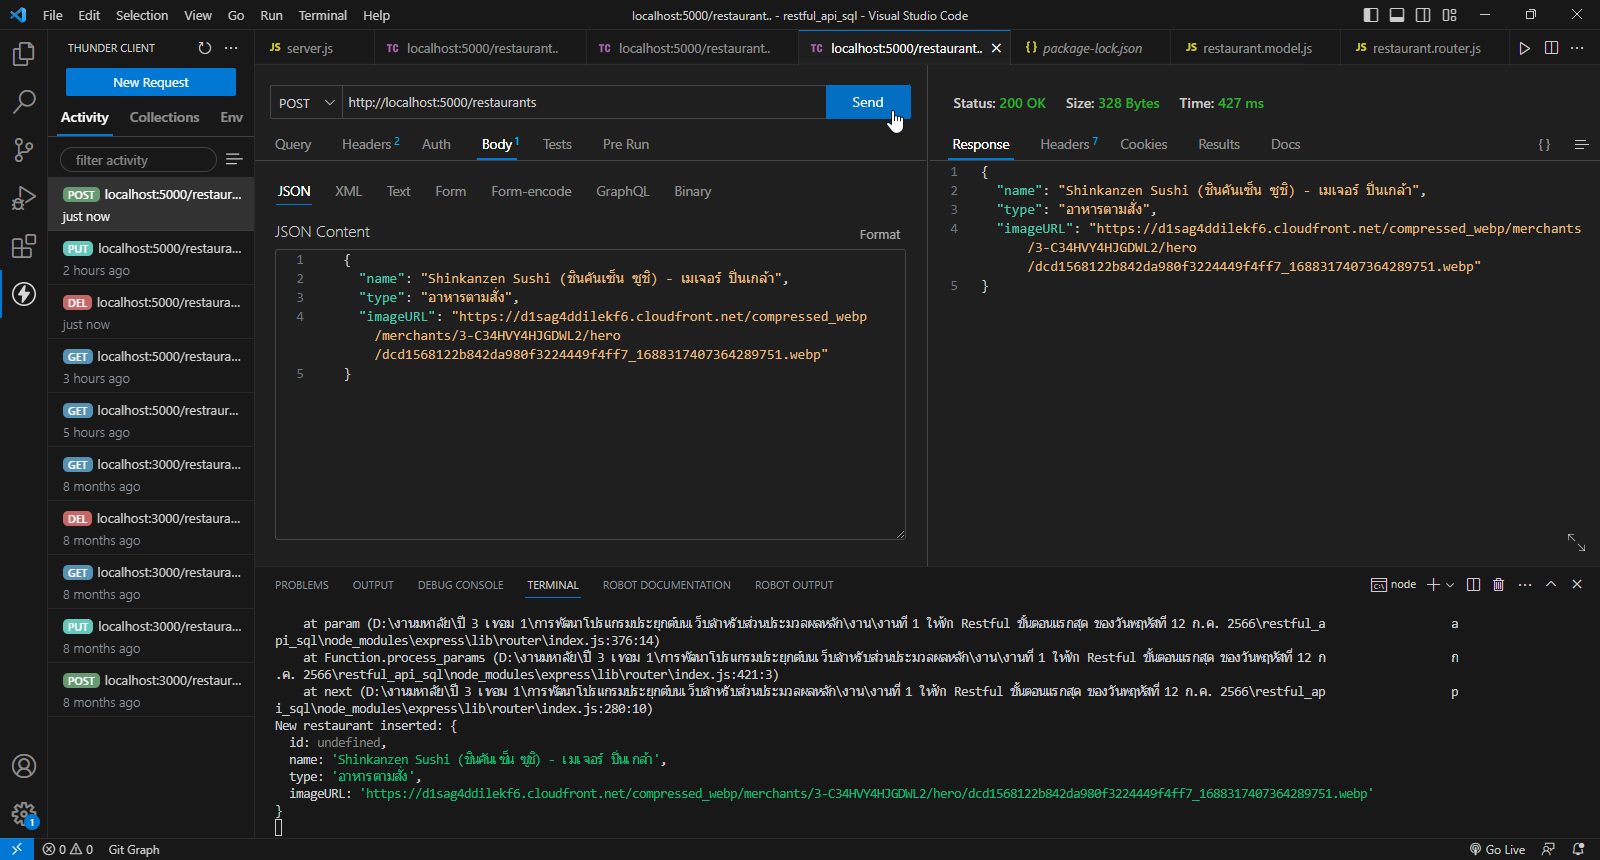 File Edit Selection View Go Run Terminal Help
localhost:5000/restaurant.. - restful_api_sql - Visual Studio Code
THUNDER CLIENT
New Request
Activity Collections Env
filter activity
POST localhost:5000/restaur...
just now
PUT localhost:5000/restaura...
2 hours ago
DEL localhost:5000/restaura...
just now
GET localhost:5000/restaura...
3 hours ago
GET localhost:5000/restraur...
5 hours ago
GET localhost:3000/restaura...
8 months ago
DEL localhost:3000/restaura...
8 months ago
GET localhost:3000/restaura...
8 months ago
PUT localhost:3000/restaura...
8 months ago
POST localhost:3000/restaur...
8 months ago
JS server.js
TC localhost:5000/restaurant..
TC localhost:5000/restaurant..
TC localhost:5000/restaurant..
{} package-lock.json
JS restaurant.model.js
JS restaurant.router.js
POST http://localhost:5000/restaurants Send
Query Headers 2 Auth Body 1 Tests Pre Run
JSON XML Text Form Form-encode GraphQL Binary
JSON Content
Format
1 {
2 "name": "Shinkanzen Sushi (ชินคันเซ็น ซูชิ) - เมเจอร์ ปิ่นเกล้า",
3 "type": "อาหารตามสั่ง",
4 "imageURL": "https://d1sag4ddilekf6.cloudfront.net/compressed_webp
/merchants/3-C34HVY4HJGDWL2/hero
/dcd1568122b842da980f3224449f4ff7_1688317407364289751.webp"
5 }
Status: 200 OK Size: 328 Bytes Time: 427 ms
Response Headers 7 Cookies Results Docs
{ }
1 {
2 "name": "Shinkanzen Sushi (ชินคันเซ็น ซูชิ) - เมเจอร์ ปิ่นเกล้า",
3 "type": "อาหารตามสั่ง",
4 "imageURL": "https://d1sag4ddilekf6.cloudfront.net/compressed_webp/merchants
/3-C34HVY4HJGDWL2/hero
/dcd1568122b842da980f3224449f4ff7_1688317407364289751.webp"
5 }
PROBLEMS OUTPUT DEBUG CONSOLE TERMINAL ROBOT DOCUMENTATION ROBOT OUTPUT
node
at param (D:\งานมหาลัย\ปี 3 เทอม 1\การพัฒนาโปรแกรมประยุกต์บนเว็บสำหรับส่วนประมวลผลหลัก\งาน\งานที่ 1 ให้ทำ Restful ขั้นตอนแรกสุด ของวันพฤหัสที่ 12 ก.ค. 2566\restful_a a
pi_sql\node_modules\express\lib\router\index.js:376:14)
at Function.process_params (D:\งานมหาลัย\ปี 3 เทอม 1\การพัฒนาโปรแกรมประยุกต์บนเว็บสำหรับส่วนประมวลผลหลัก\งาน\งานที่ 1 ให้ทำ Restful ขั้นตอนแรกสุด ของวันพฤหัสที่ 12 ก ก
.ค. 2566\restful_api_sql\node_modules\express\lib\router\index.js:421:3)
at next (D:\งานมหาลัย\ปี 3 เทอม 1\การพัฒนาโปรแกรมประยุกต์บนเว็บสำหรับส่วนประมวลผลหลัก\งาน\งานที่ 1 ให้ทำ Restful ขั้นตอนแรกสุด ของวันพฤหัสที่ 12 ก.ค. 2566\restful_ap p
i_sql\node_modules\express\lib\router\index.js:280:10)
New restaurant inserted: {
id: undefined,
name: 'Shinkanzen Sushi (ชินคันเซ็น ซูชิ) - เมเจอร์ ปิ่นเกล้า',
type: 'อาหารตามสั่ง',
imageURL: 'https://d1sag4ddilekf6.cloudfront.net/compressed_webp/merchants/3-C34HVY4HJGDWL2/hero/dcd1568122b842da980f3224449f4ff7_1688317407364289751.webp'
}
1
0 0 Git Graph
Go Live